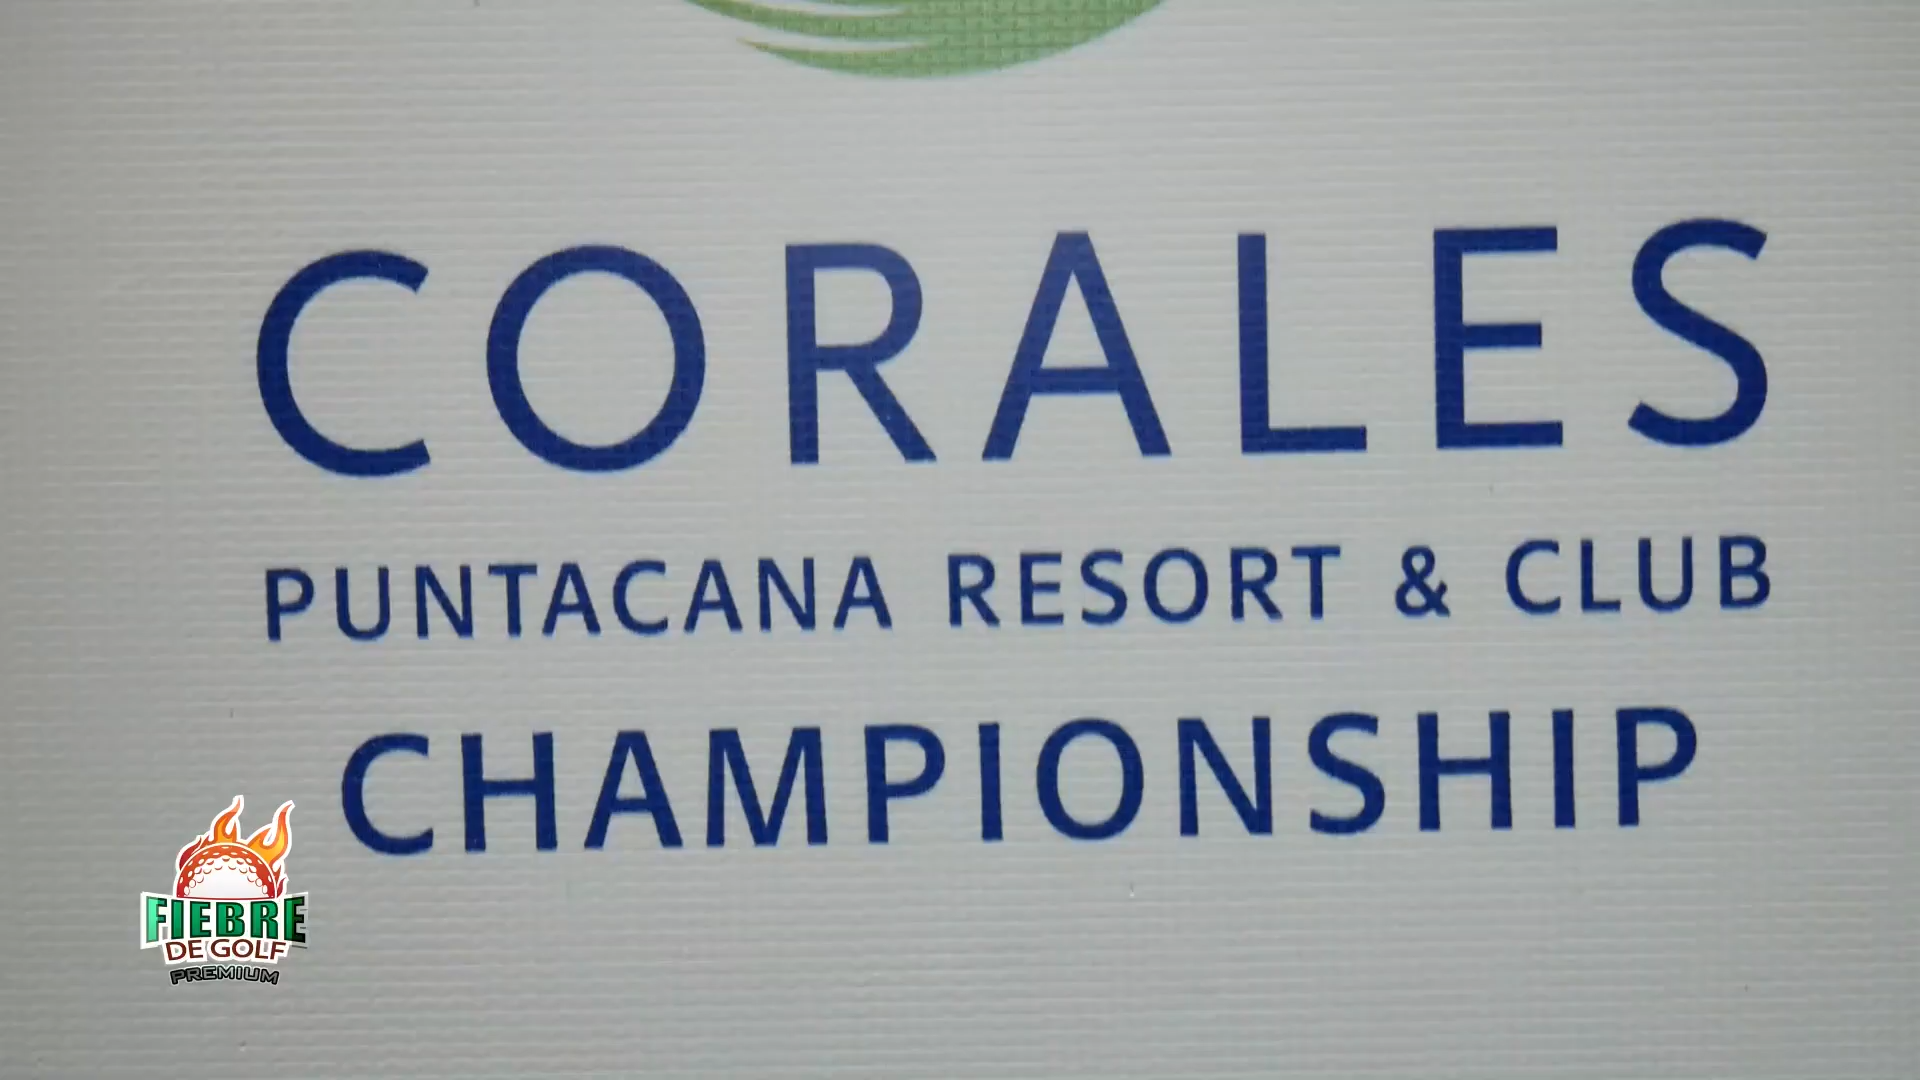 CORALES
PUNTACANA RESORT & CLUB
CHAMPIONSHIP
FIEBRE
DE GOLF
PREMIUM